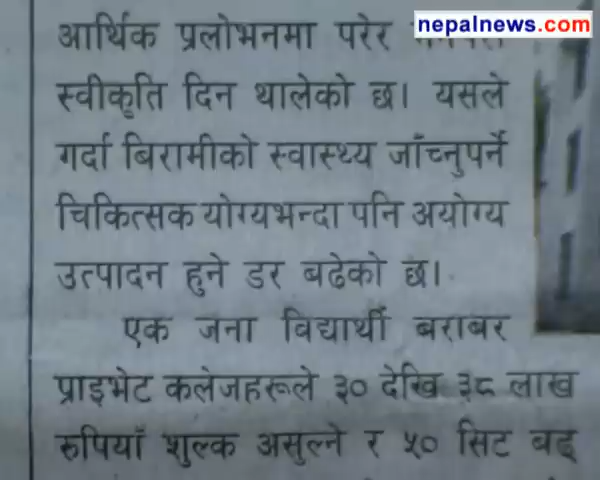 nepalnews.com
आर्थिक प्रलोभनमा परेर
स्वीकृति दिन थालेको छ। यसले
गर्दा बिरामीको स्वास्थ्य जाँच्नुपर्ने
चिकित्सक योग्यभन्दा पनि अयोग्य
उत्पादन हुने डर बढेको छ।
एक जना विद्यार्थी बराबर
प्राइभेट कलेजहरूले ३० देखि ३८ लाख
रुपियाँ शुल्क असुल्ने र ५० सिट बढ्